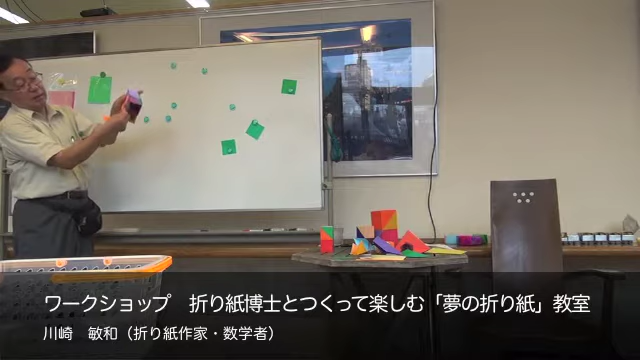 ワークショップ　折り紙博士とつくって楽しむ「夢の折り紙」教室
川崎　敏和（折り紙作家・数学者）